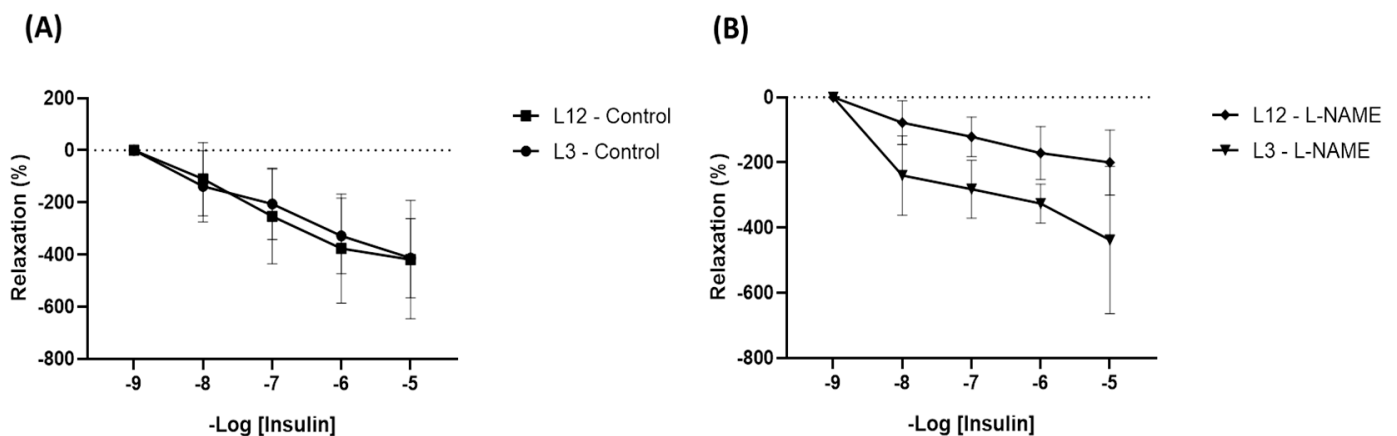 (A)
200
0
-200
-400
-600
-800
Relaxation (%)
-9 -8 -7 -6 -5
-Log [Insulin]
L12 - Control
L3 - Control
(B)
0
-200
-400
-600
-800
Relaxation (%)
-9 -8 -7 -6 -5
-Log [Insulin]
L12 - L-NAME
L3 - L-NAME